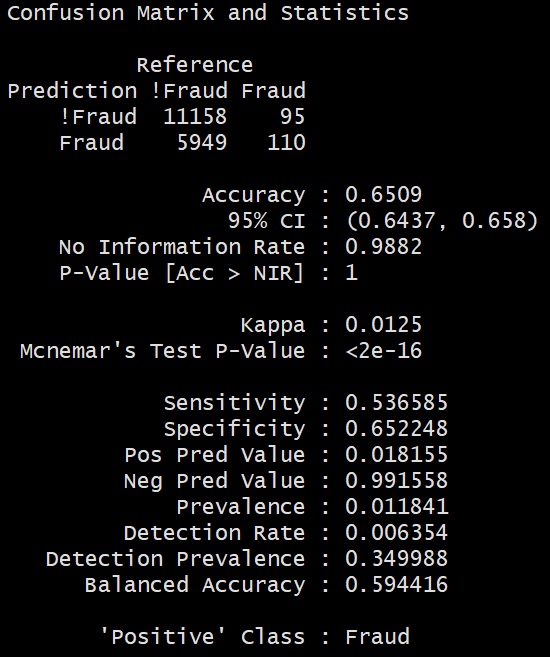 Confusion Matrix and Statistics

          Reference
Prediction !Fraud Fraud
    !Fraud  11158    95
    Fraud    5949   110

               Accuracy : 0.6509
                 95% CI : (0.6437, 0.658)
    No Information Rate : 0.9882
    P-Value [Acc > NIR] : 1

                  Kappa : 0.0125
 Mcnemar's Test P-Value : <2e-16

            Sensitivity : 0.536585
            Specificity : 0.652248
         Pos Pred Value : 0.018155
         Neg Pred Value : 0.991558
             Prevalence : 0.011841
         Detection Rate : 0.006354
   Detection Prevalence : 0.349988
      Balanced Accuracy : 0.594416

       'Positive' Class : Fraud